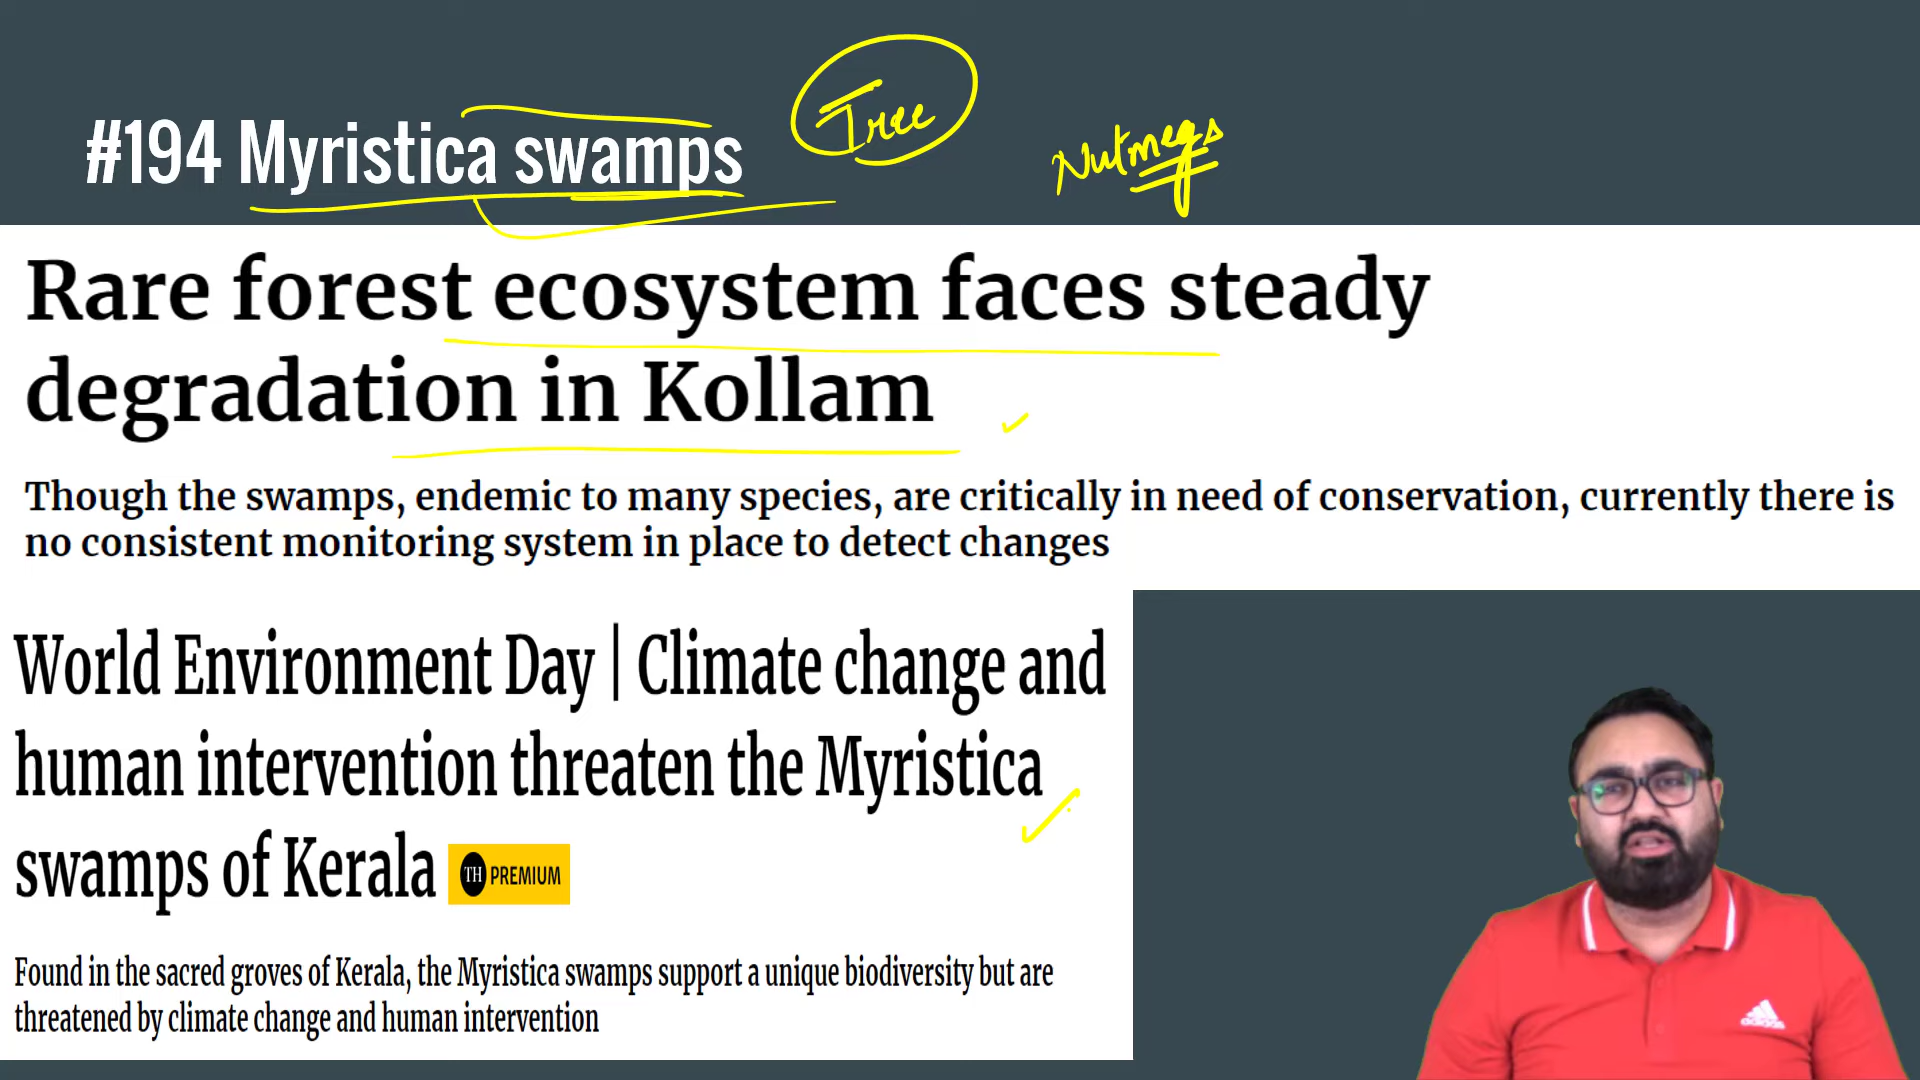 #194 Myristica swamps
Tree
Nutmegs
Rare forest ecosystem faces steady
degradation in Kollam
Though the swamps, endemic to many species, are critically in need of conservation, currently there is
no consistent monitoring system in place to detect changes
World Environment Day | Climate change and
human intervention threaten the Myristica
swamps of Kerala TH PREMIUM
Found in the sacred groves of Kerala, the Myristica swamps support a unique biodiversity but are
threatened by climate change and human intervention
adidas